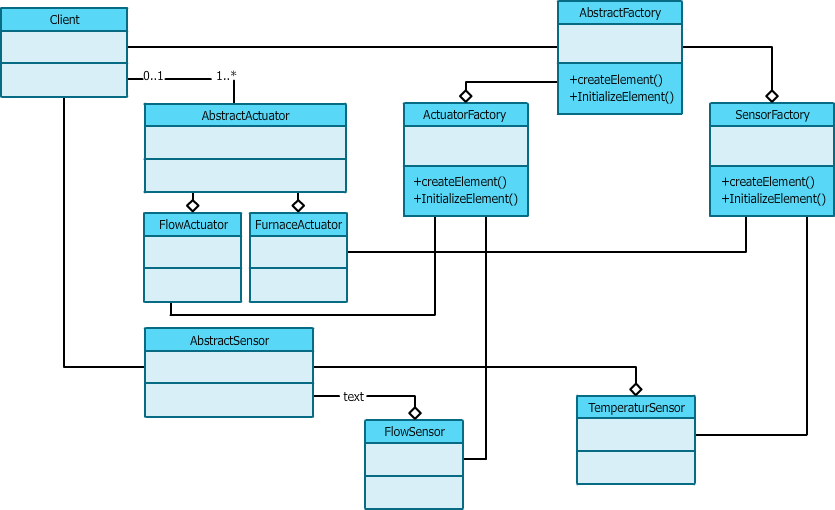 Client
AbstractFactory
+createElement()
+InitializeElement()
0..1
1..*
AbstractActuator
ActuatorFactory
+createElement()
+InitializeElement()
SensorFactory
+createElement()
+InitializeElement()
FlowActuator
FurnaceActuator
AbstractSensor
text
FlowSensor
TemperaturSensor